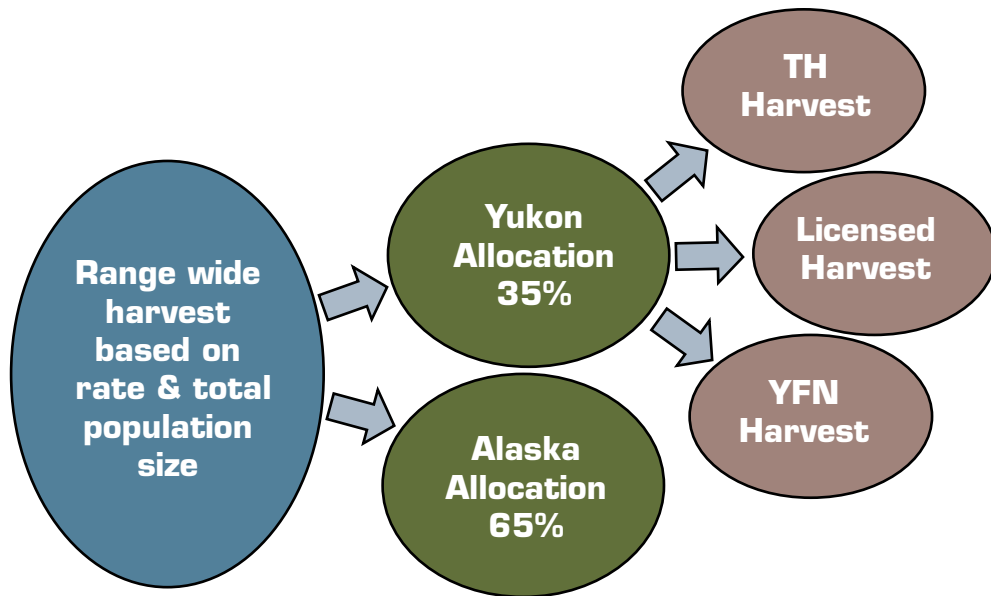 Range wide
harvest
based on
rate & total
population
size
Yukon
Allocation
35%
Alaska
Allocation
65%
TH
Harvest
Licensed
Harvest
YFN
Harvest